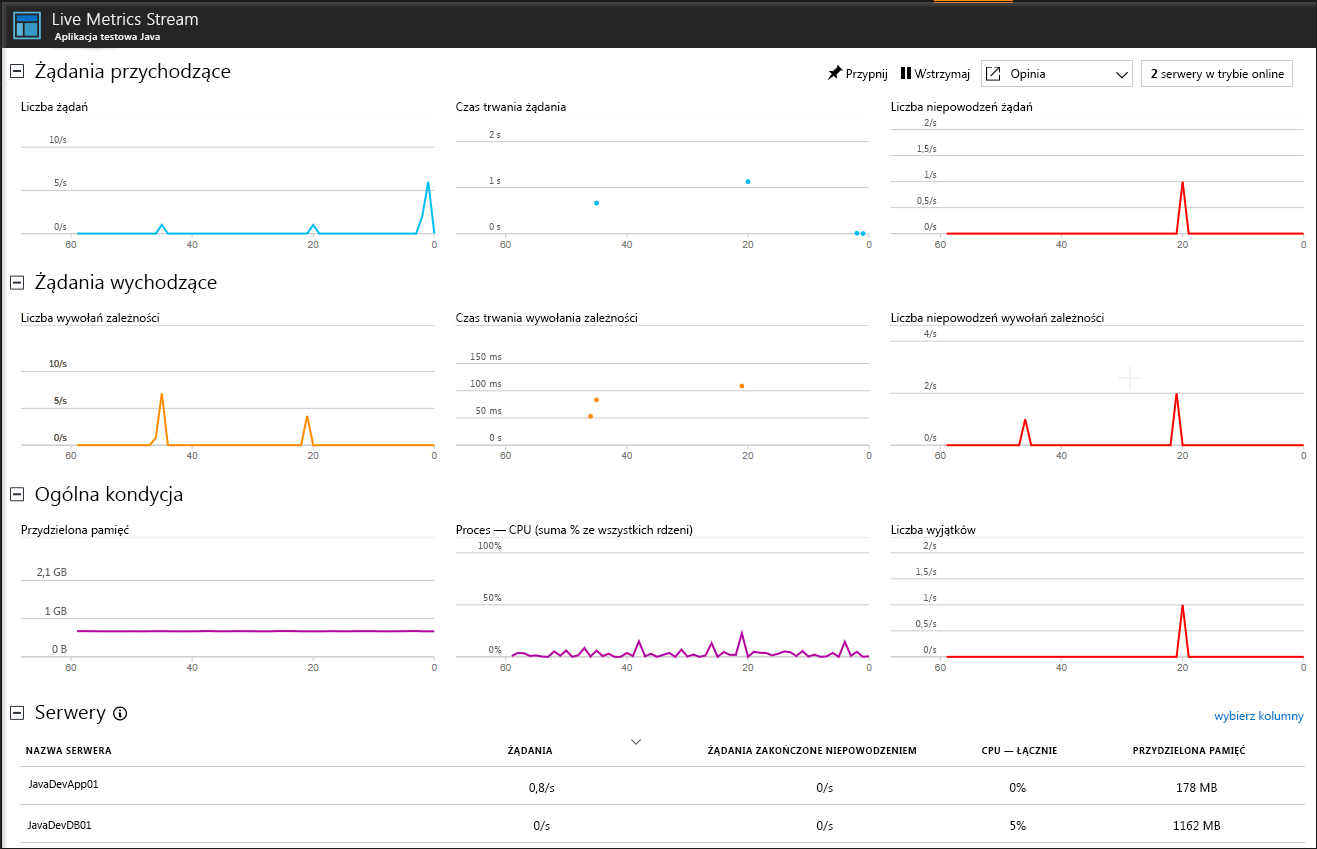 Live Metrics Stream
Aplikacja testowa Java
Żądania przychodzące
Przypnij
Wstrzymaj
Opinia
2 serwery w trybie online
Liczba żądań
10/s
5/s
0/s
60 40 20 0
Czas trwania żądania
2 s
1 s
0 s
60 40 20 0
Liczba niepowodzeń żądań
2/s
1,5/s
1/s
0,5/s
0/s
60 40 20 0
Żądania wychodzące
Liczba wywołań zależności
10/s
5/s
0/s
60 40 20 0
Czas trwania wywołania zależności
150 ms
100 ms
50 ms
0 s
60 40 20 0
Liczba niepowodzeń wywołań zależności
4/s
2/s
0/s
60 40 20 0
Ogólna kondycja
Przydzielona pamięć
2,1 GB
1 GB
0 B
60 40 20 0
Proces — CPU (suma % ze wszystkich rdzeni)
100%
50%
0%
60 40 20 0
Liczba wyjątków
2/s
1,5/s
1/s
0,5/s
0/s
60 40 20 0
Serwery
wybierz kolumny
NAZWA SERWERA ŻĄDANIA ŻĄDANIA ZAKOŃCZONE NIEPOWODZENIEM CPU — ŁĄCZNIE PRZYDZIELONA PAMIĘĆ
JavaDevApp01 0,8/s 0/s 0% 178 MB
JavaDevDB01 0/s 0/s 5% 1162 MB